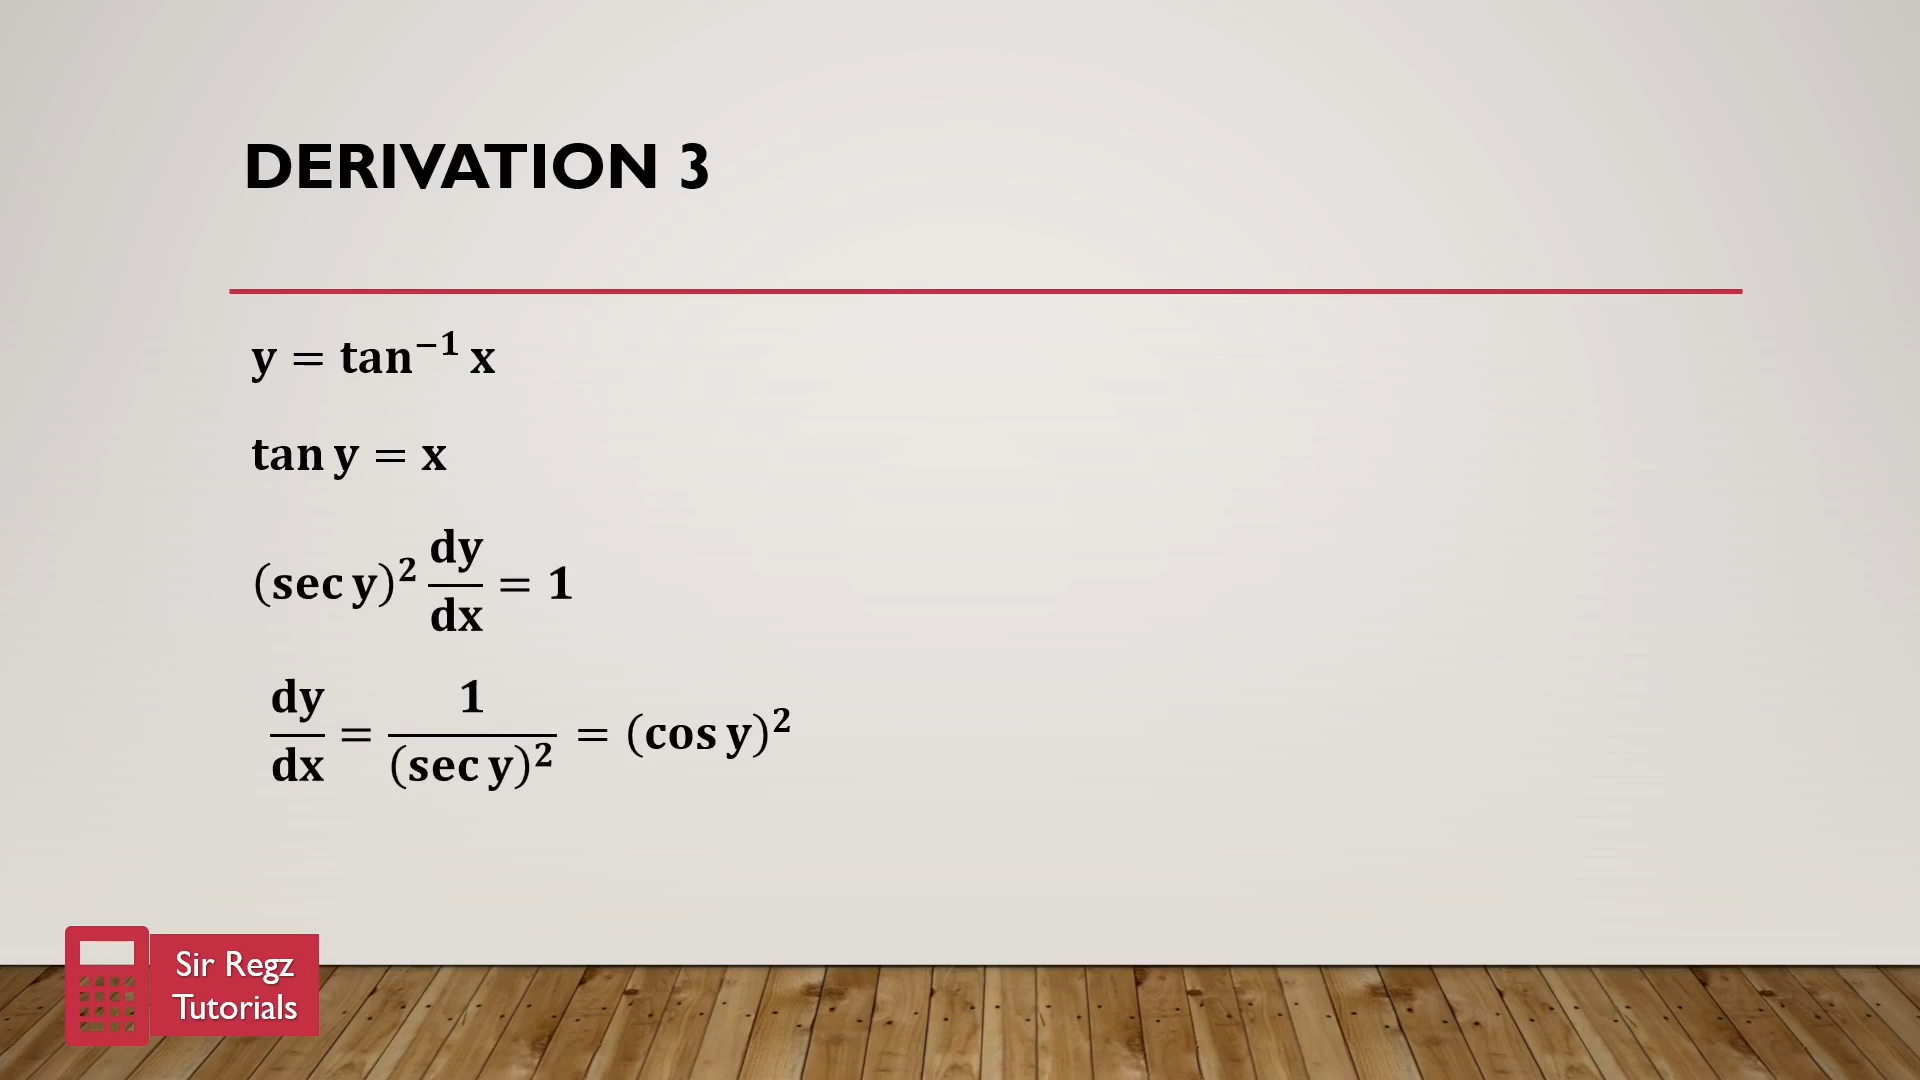 DERIVATION 3
y = tan⁻¹ x
tan y = x
(sec y)² dy/dx = 1
dy/dx = 1/(sec y)² = (cos y)²
Sir Regz
Tutorials